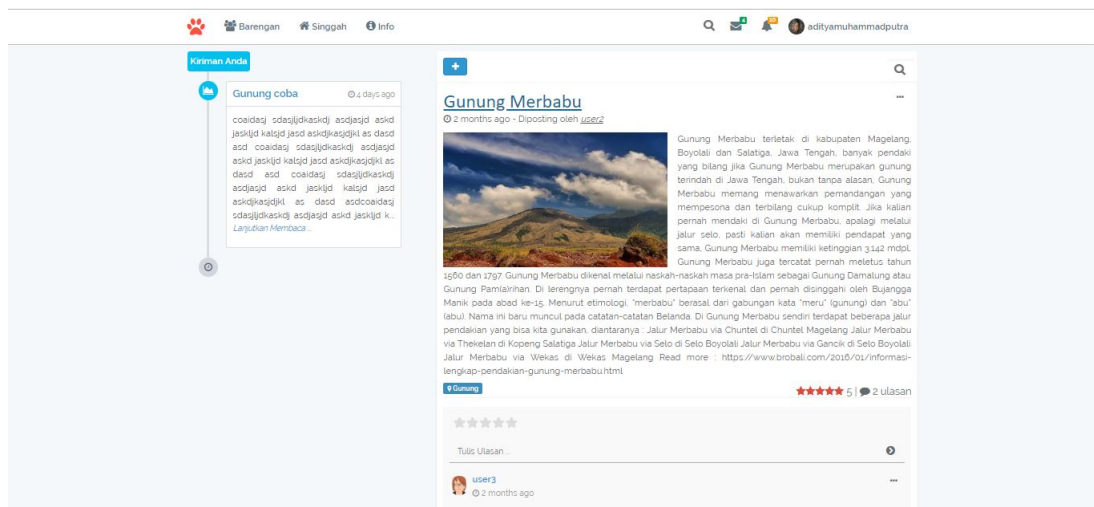 Barengan Singgah Info 4 10 adityamuhammadputra
Kiriman Anda
Gunung coba 4 days ago
coaidasj sdasjljdkaskdj asdjasjd askd
jaskljd kalsjd jasd askdjkasjdjkl as dasd
asd coaidasj sdasjljdkaskdj asdjasjd
askd jaskljd kalsjd jasd askdjkasjdjkl as
dasd asd coaidasj sdasjljdkaskdj
asdjasjd askd jaskljd kalsjd jasd
askdjkasjdjkl as dasd asdcoaidasj
sdasjljdkaskdj asdjasjd askd jaskljd k...
Lanjutkan Membaca ...
+
Gunung Merbabu
2 months ago - Diposting oleh user2
Gunung Merbabu terletak di kabupaten Magelang,
Boyolali dan Salatiga, Jawa Tengah, banyak pendaki
yang bilang jika Gunung Merbabu merupakan gunung
terindah di Jawa Tengah, bukan tanpa alasan, Gunung
Merbabu memang menawarkan pemandangan yang
mempesona dan terbilang cukup komplit. Jika kalian
pernah mendaki di Gunung Merbabu, apalagi melalui
jalur selo, pasti kalian akan memiliki pendapat yang
sama, Gunung Merbabu memiliki ketinggian 3.142 mdpl,
Gunung Merbabu juga tercatat pernah meletus tahun
1560 dan 1797. Gunung Merbabu dikenal melalui naskah-naskah masa pra-Islam sebagai Gunung Damalung atau
Gunung Pam(a)rihan. Di lerengnya pernah terdapat pertapaan terkenal dan pernah disinggahi oleh Bujangga
Manik pada abad ke-15. Menurut etimologi, "merbabu" berasal dari gabungan kata "meru" (gunung) dan "abu"
(abu). Nama ini baru muncul pada catatan-catatan Belanda. Di Gunung Merbabu sendiri terdapat beberapa jalur
pendakian yang bisa kita gunakan, diantaranya : Jalur Merbabu via Chuntel di Chuntel Magelang Jalur Merbabu
via Thekelan di Kopeng Salatiga Jalur Merbabu via Selo di Selo Boyolali Jalur Merbabu via Gancik di Selo Boyolali
Jalur Merbabu via Wekas di Wekas Magelang Read more : https://www.brobali.com/2016/01/informasi-
lengkap-pendakian-gunung-merbabu.html
Gunung 5 | 2 ulasan
Tulis Ulasan ...
user3
2 months ago